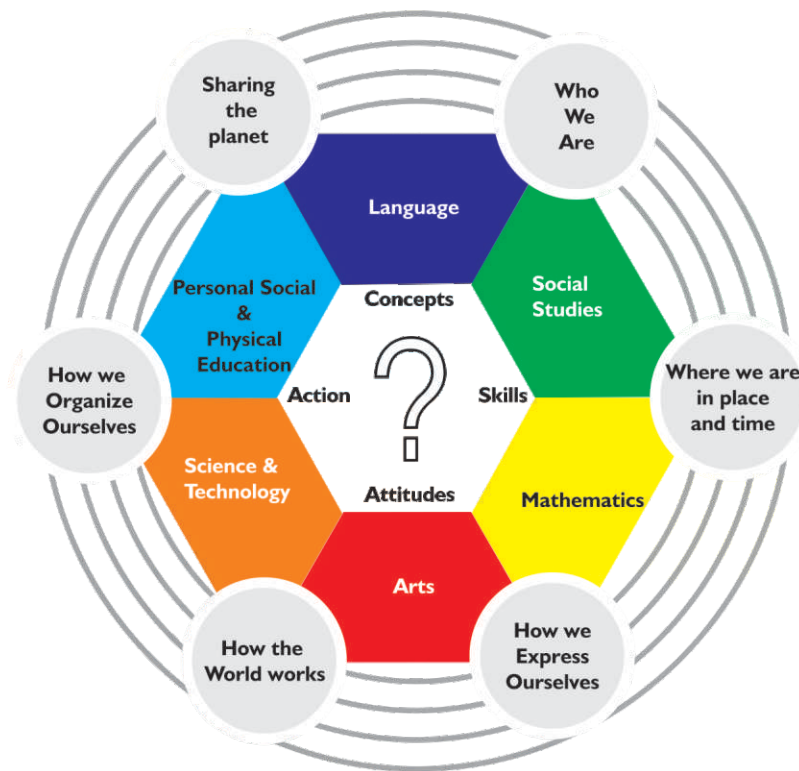 Sharing
the
planet
Who
We
Are
Language
Personal Social
&
Physical
Education
Concepts
Social
Studies
How we
Organize
Ourselves
Action
?
Skills
Where we are
in place
and time
Science &
Technology
Attitudes
Mathematics
Arts
How the
World works
How we
Express
Ourselves